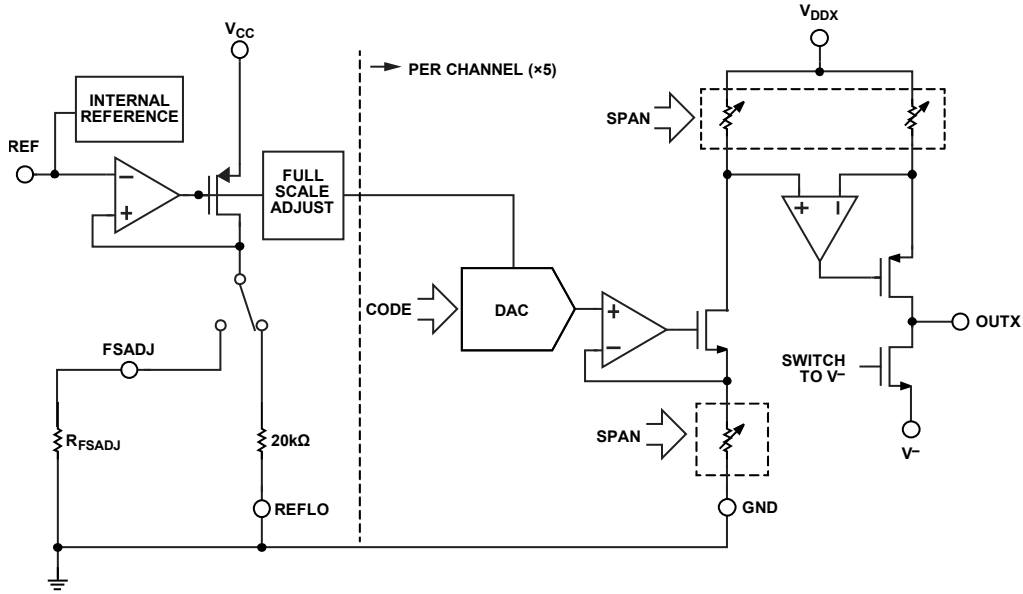 VCC
VDDX
PER CHANNEL (×5)
INTERNAL
REFERENCE
SPAN
REF
FULL
SCALE
ADJUST
−
+
+
−
CODE
DAC
+
−
OUTX
FSADJ
SWITCH
TO V−
RFSADJ
20kΩ
SPAN
V−
REFLO
GND